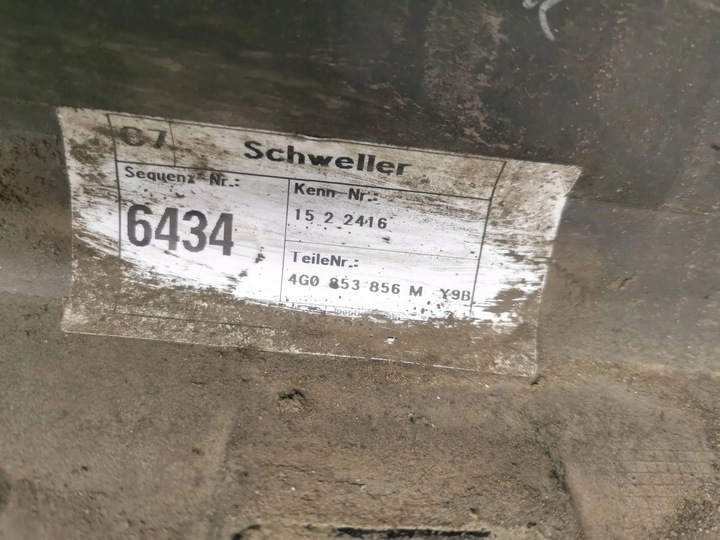 C7 Schweller
Sequenz-Nr.:
6434
Kenn Nr.:
15 2 2416
TeileNr.:
4G0 853 856 M Y9B